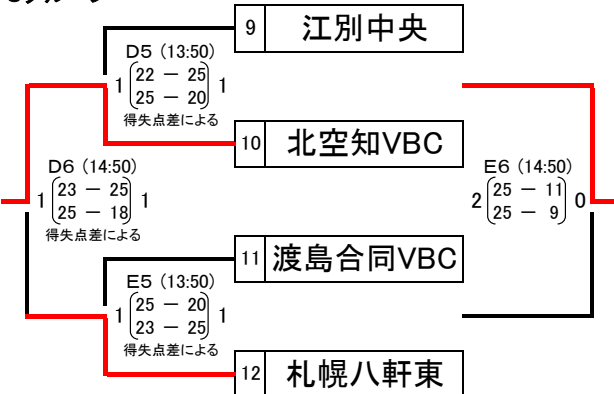 9 江別中央
D5 (13:50)
1 22 － 25 1
25 － 20
得失点差による
10 北空知VBC
D6 (14:50)
1 23 － 25 1
25 － 18
得失点差による
E6 (14:50)
2 25 － 11 0
25 － 9
11 渡島合同VBC
E5 (13:50)
1 25 － 20 1
23 － 25
得失点差による
12 札幌八軒東